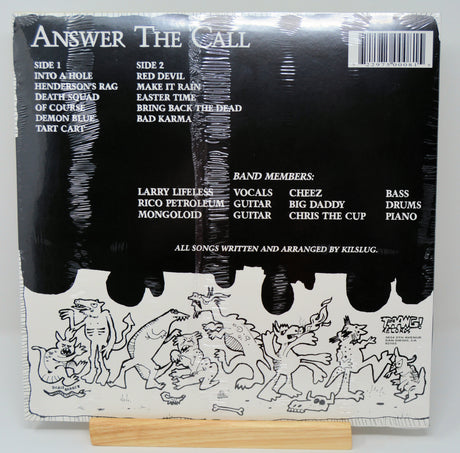 ANSWER THE CALL
SIDE 1
INTO A HOLE
HENDERSON'S RAG
DEATH SQUAD
OF COURSE
DEMON BLUE
TART CART
SIDE 2
RED DEVIL
MAKE IT RAIN
EASTER TIME
BRING BACK THE DEAD
BAD KARMA
BAND MEMBERS:
LARRY LIFELESS VOCALS CHEEZ BASS
RICO PETROLEUM GUITAR BIG DADDY DRUMS
MONGOLOID GUITAR CHRIS THE CUP PIANO
ALL SONGS WRITTEN AND ARRANGED BY KILSLUG.
TAANG!